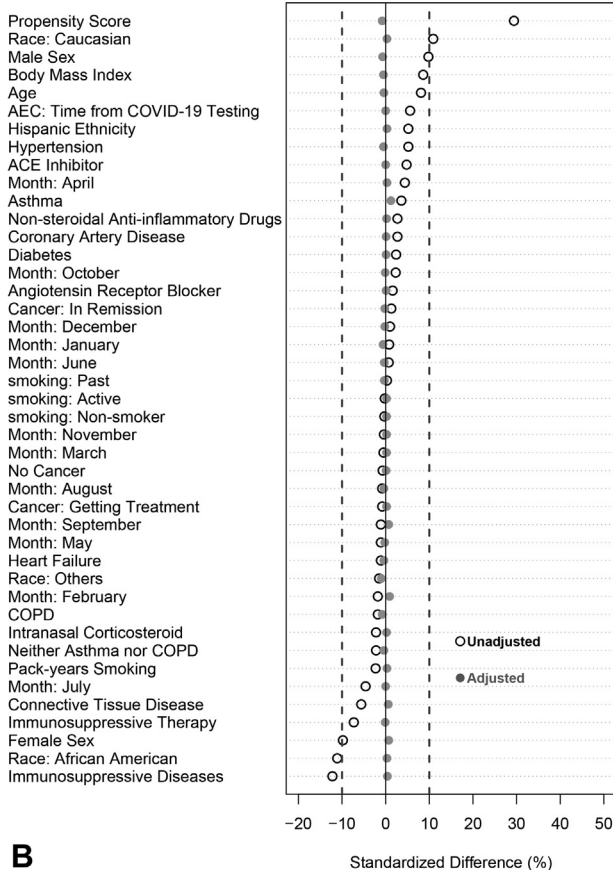 Propensity Score
Race: Caucasian
Male Sex
Body Mass Index
Age
AEC: Time from COVID-19 Testing
Hispanic Ethnicity
Hypertension
ACE Inhibitor
Month: April
Asthma
Non-steroidal Anti-inflammatory Drugs
Coronary Artery Disease
Diabetes
Month: October
Angiotensin Receptor Blocker
Cancer: In Remission
Month: December
Month: January
Month: June
smoking: Past
smoking: Active
smoking: Non-smoker
Month: November
Month: March
No Cancer
Month: August
Cancer: Getting Treatment
Month: September
Month: May
Heart Failure
Race: Others
Month: February
COPD
Intranasal Corticosteroid
Neither Asthma nor COPD
Pack-years Smoking
Month: July
Connective Tissue Disease
Immunosuppressive Therapy
Female Sex
Race: African American
Immunosuppressive Diseases
Unadjusted
Adjusted
−20 −10 0 10 20 30 40 50
Standardized Difference (%)
B